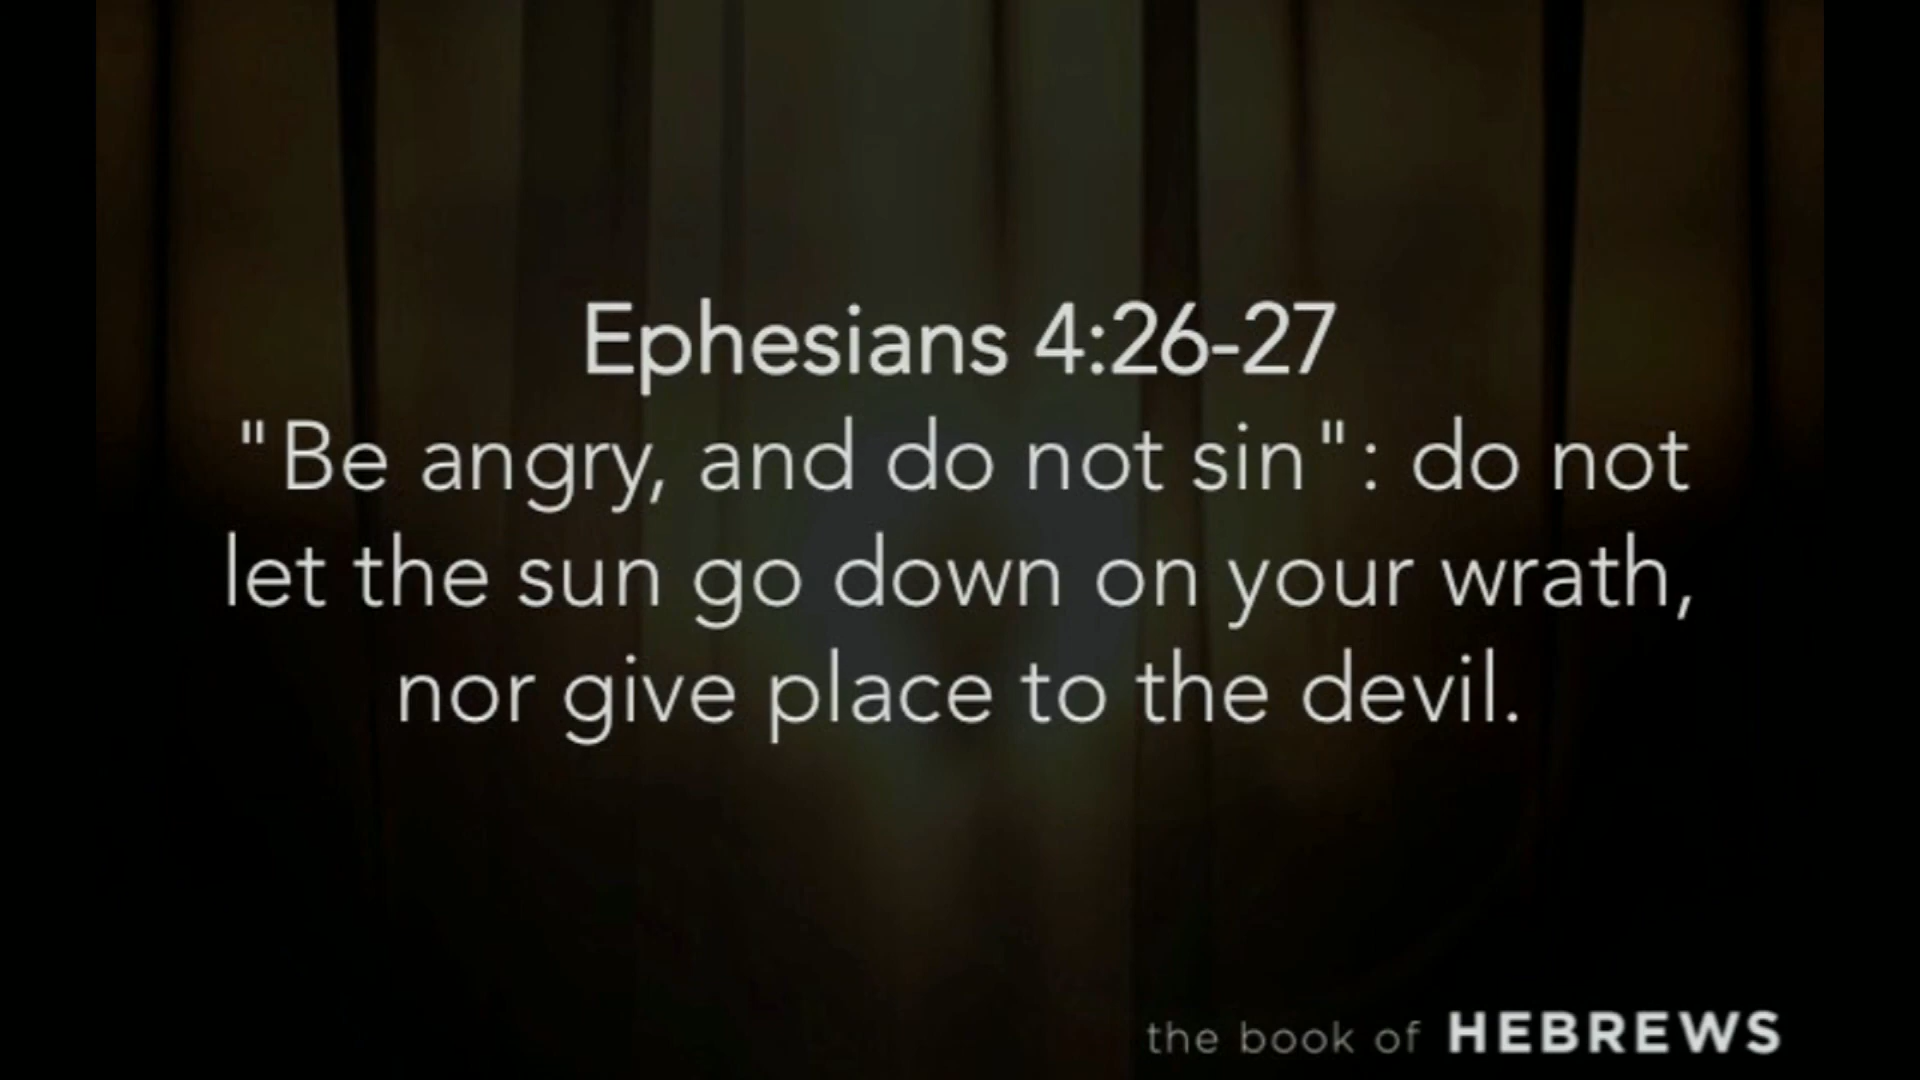 Ephesians 4:26-27
"Be angry, and do not sin": do not
let the sun go down on your wrath,
nor give place to the devil.
the book of HEBREWS